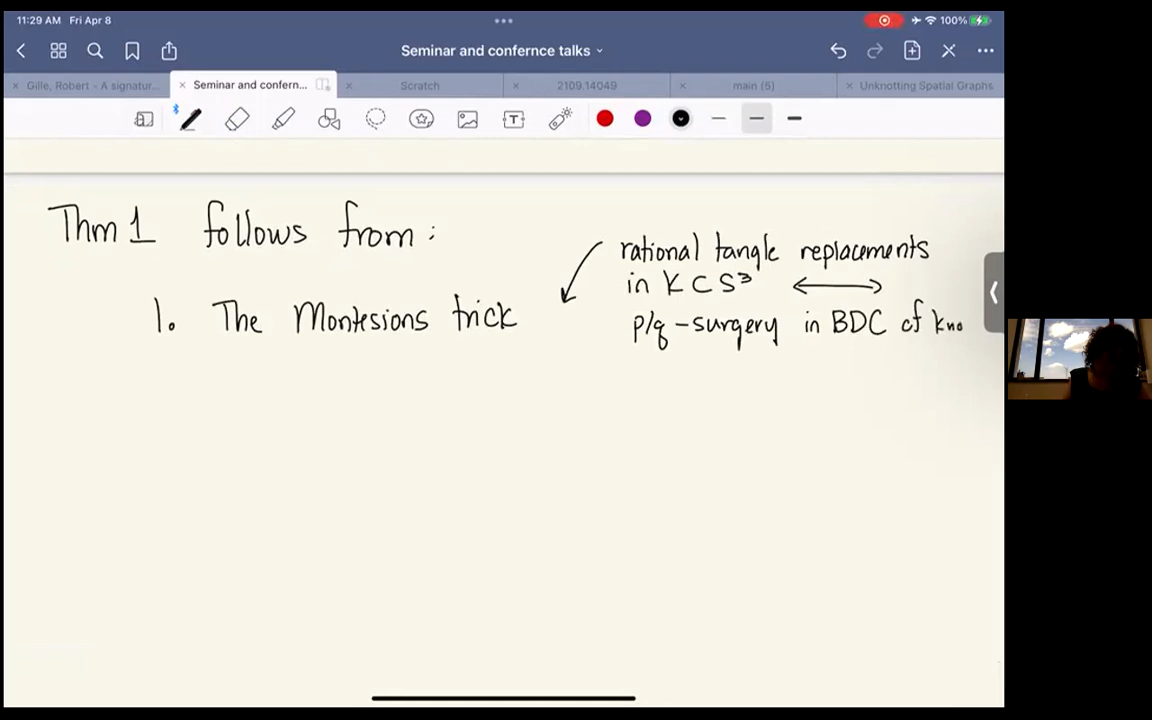 11:29 AM Fri Apr 8
100%
Seminar and confernce talks
Gille, Robert - A signatur...
Seminar and confern...
Scratch
2109.14049
main (5)
Unknotting Spatial Graphs
Thm 1 follows from:
rational tangle replacements
in K ⊂ S³ ⟷
1. The Montesions trick
p/q - surgery in BDC of kno